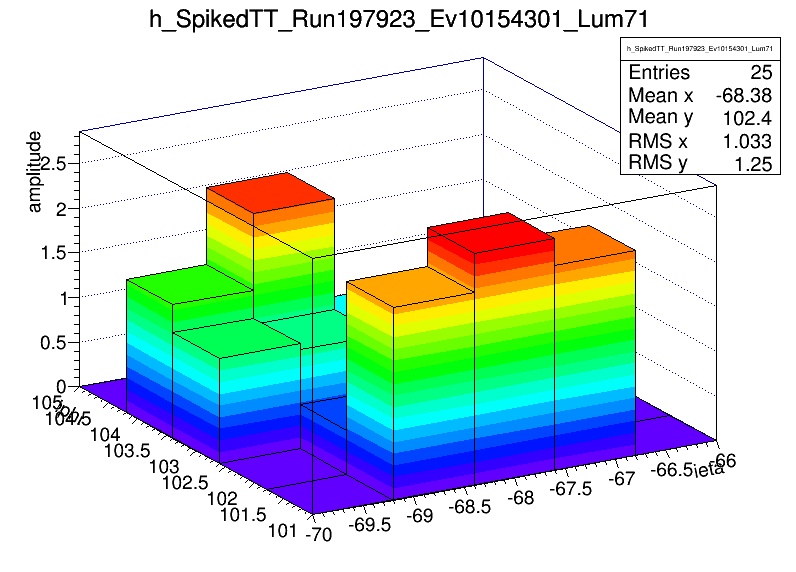 h_SpikedTT_Run197923_Ev10154301_Lum71
h_SpikedTT_Run197923_Ev10154301_Lum71
Entries 25
Mean x -68.38
Mean y 102.4
RMS x 1.033
RMS y 1.25
amplitude
2.5
2
1.5
1
0.5
0
105
104.5
104
103.5
103
102.5
102
101.5
101
-70
-69.5
-69
-68.5
-68
-67.5
-67
-66.5
-66
ieta